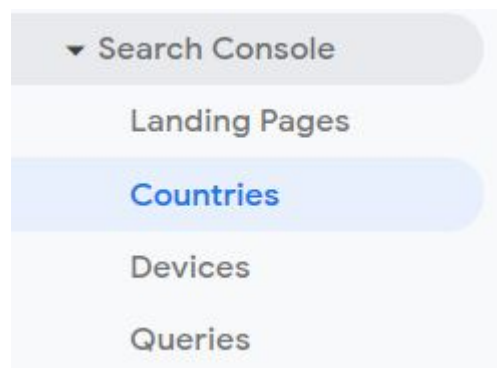 Search Console
Landing Pages
Countries
Devices
Queries